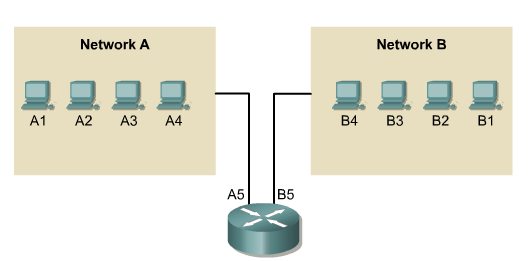 Network A
Network B
A1 A2 A3 A4
B4 B3 B2 B1
A5 B5